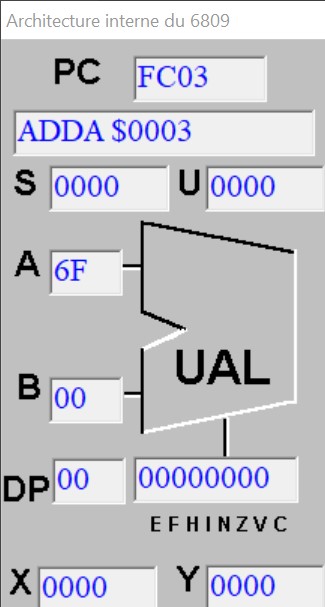 Architecture interne du 6809
PC FC03
ADDA $0003
S 0000 U 0000
A 6F
UAL
B 00
DP 00 00000000
E F H I N Z V C
X 0000 Y 0000